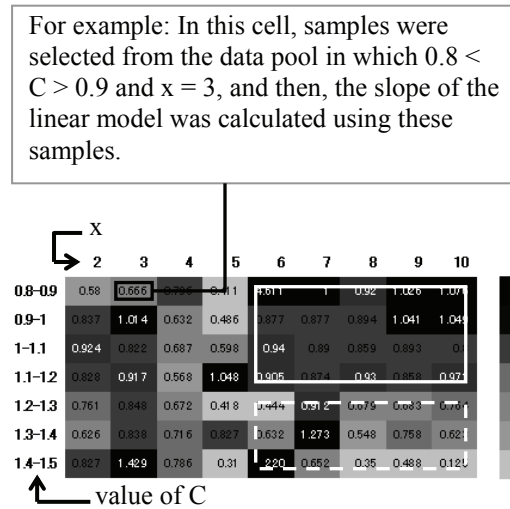 For example: In this cell, samples were
selected from the data pool in which 0.8 <
C > 0.9 and x = 3, and then, the slope of the
linear model was calculated using these
samples.
x
2 3 4 5 6 7 8 9 10
0.8-0.9 0.58 0.666 0.796 1 0.92 1.026
0.9-1 0.837 1.014 0.632 0.486 0.877 0.877 0.894 1.041 1.049
1-1.1 0.924 0.822 0.687 0.598 0.94 0.89 0.859 0.893
1.1-1.2 0.828 0.917 0.568 1.048 0.905 0.874 0.93 0.858 0.971
1.2-1.3 0.761 0.848 0.672 0.418 0.444 0.912 0.679 0.683 0.764
1.3-1.4 0.626 0.838 0.716 0.827 0.632 1.273 0.548 0.758
1.4-1.5 0.827 1.429 0.786 0.31 0.652 0.35 0.488
value of C